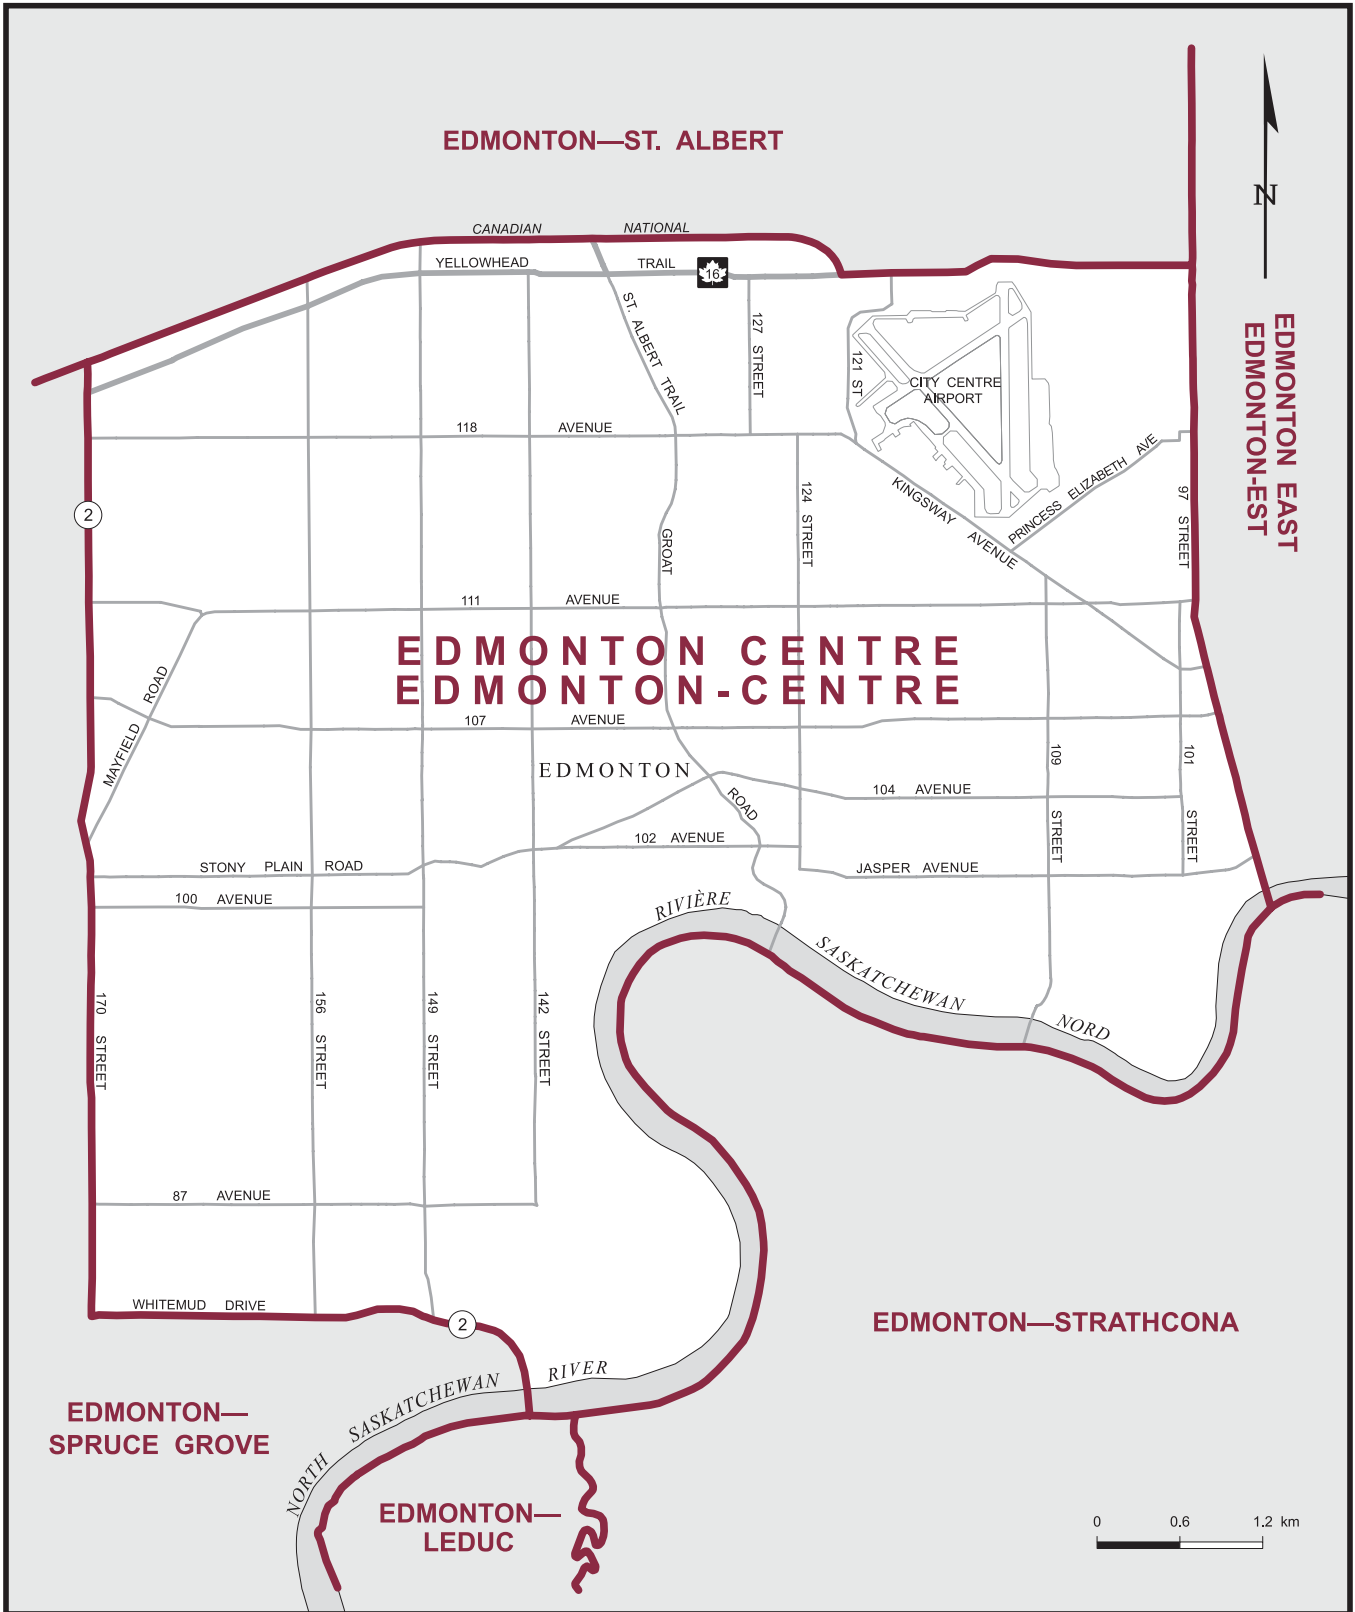 EDMONTON—ST. ALBERT
N
CANADIAN NATIONAL
YELLOWHEAD TRAIL 16
ST. ALBERT TRAIL
127 STREET
121 ST
CITY CENTRE
AIRPORT
EDMONTON EAST
EDMONTON-EST
118 AVENUE
KINGSWAY AVENUE
PRINCESS ELIZABETH AVE
97 STREET
124 STREET
2
GROAT ROAD
111 AVENUE
EDMONTON CENTRE
EDMONTON-CENTRE
MAYFIELD ROAD
107 AVENUE
EDMONTON
109 STREET
101 STREET
104 AVENUE
102 AVENUE
STONY PLAIN ROAD
JASPER AVENUE
100 AVENUE
RIVIÈRE SASKATCHEWAN NORD
170 STREET
156 STREET
149 STREET
142 STREET
87 AVENUE
WHITEMUD DRIVE
2
EDMONTON—STRATHCONA
NORTH SASKATCHEWAN RIVER
EDMONTON—
SPRUCE GROVE
EDMONTON—
LEDUC
0 0.6 1.2 km